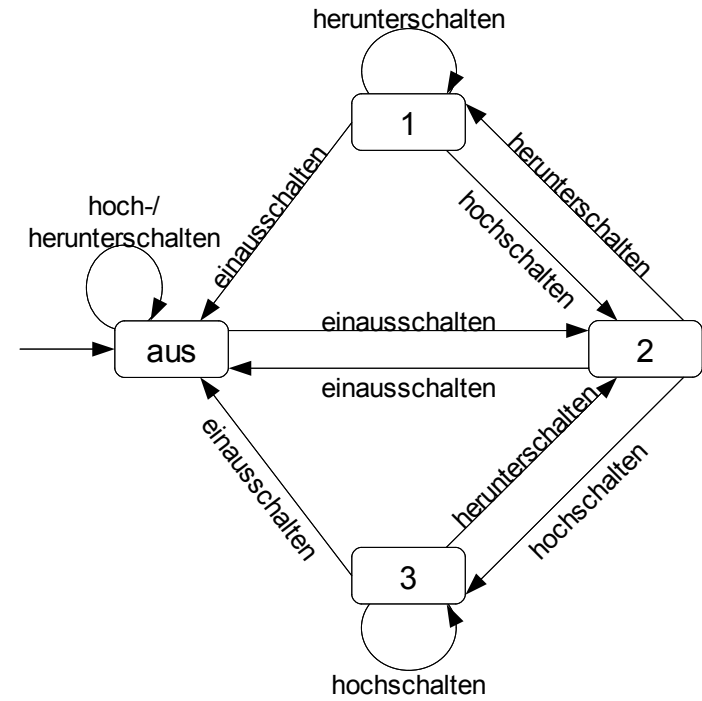 herunterschalten
1
herunterschalten
einausschalten
hochschalten
hoch-/
herunterschalten
einausschalten
aus
2
einausschalten
herunterschalten
einausschalten
hochschalten
3
hochschalten